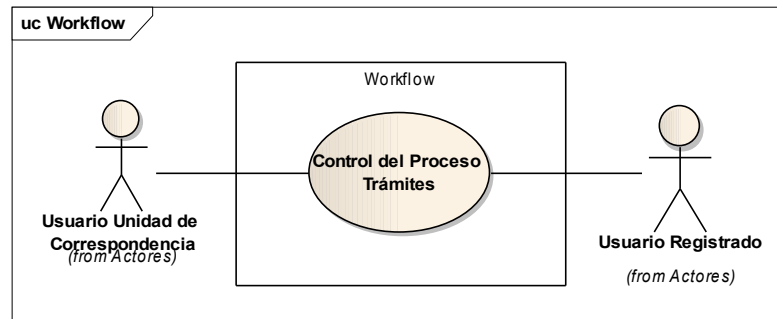 uc Workflow
Workflow
Control del Proceso
Trámites
Usuario Unidad de
Correspondencia
(from Actores)
Usuario Registrado
(from Actores)